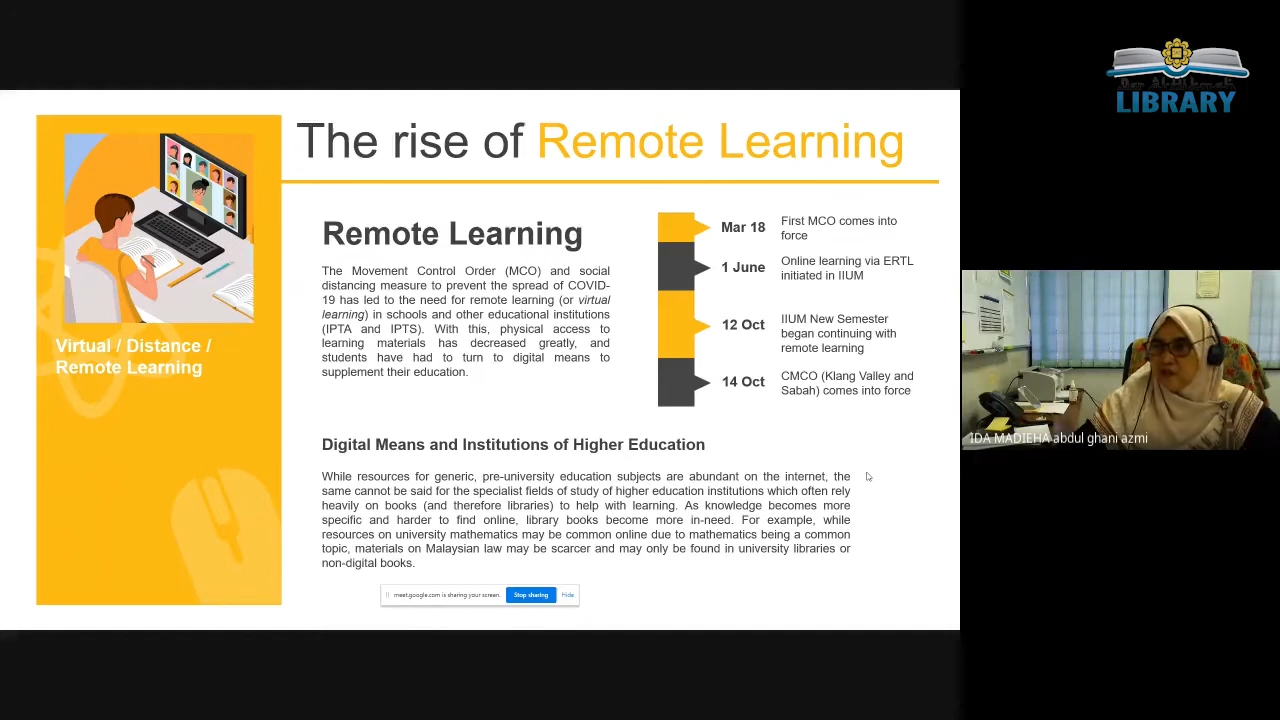 LIBRARY
The rise of Remote Learning
Virtual / Distance /
Remote Learning
Remote Learning
The Movement Control Order (MCO) and social
distancing measure to prevent the spread of COVID-
19 has led to the need for remote learning (or virtual
learning) in schools and other educational institutions
(IPTA and IPTS). With this, physical access to
learning materials has decreased greatly, and
students have had to turn to digital means to
supplement their education.
Mar 18
First MCO comes into
force
1 June
Online learning via ERTL
initiated in IIUM
12 Oct
IIUM New Semester
began continuing with
remote learning
14 Oct
CMCO (Klang Valley and
Sabah) comes into force
Digital Means and Institutions of Higher Education
While resources for generic, pre-university education subjects are abundant on the internet, the
same cannot be said for the specialist fields of study of higher education institutions which often rely
heavily on books (and therefore libraries) to help with learning. As knowledge becomes more
specific and harder to find online, library books become more in-need. For example, while
resources on university mathematics may be common online due to mathematics being a common
topic, materials on Malaysian law may be scarcer and may only be found in university libraries or
non-digital books.
meet.google.com is sharing your screen.
Stop sharing
Hide
IDA MADIEHA abdul ghani azmi